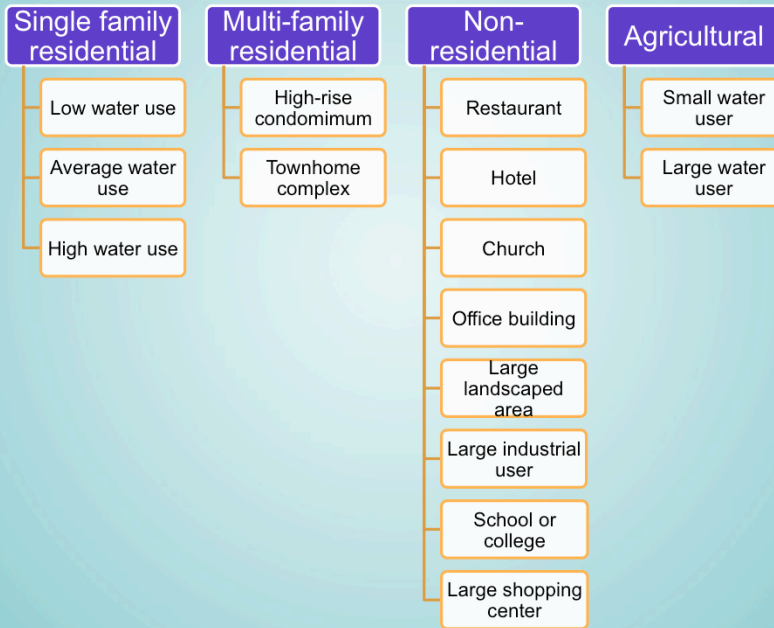 Single family
residential
Low water use
Average water
use
High water use
Multi-family
residential
High-rise
condomimum
Townhome
complex
Non-
residential
Restaurant
Hotel
Church
Office building
Large
landscaped
area
Large industrial
user
School or
college
Large shopping
center
Agricultural
Small water
user
Large water
user